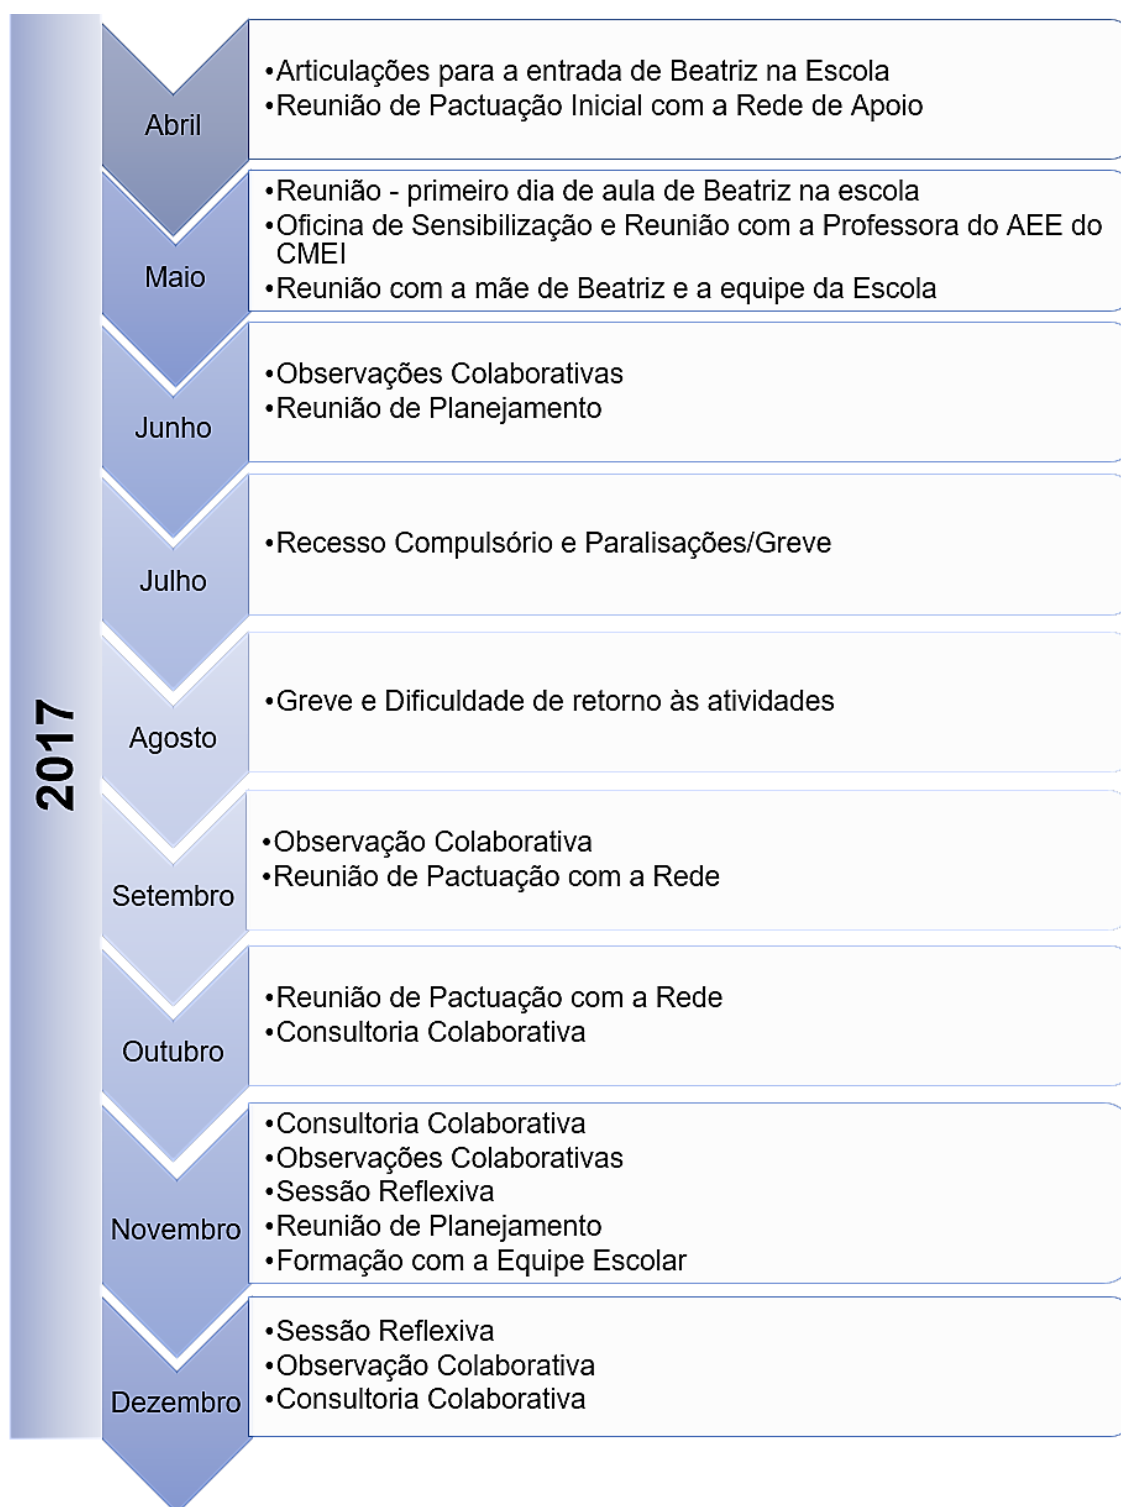 2017
Abril
•Articulações para a entrada de Beatriz na Escola
•Reunião de Pactuação Inicial com a Rede de Apoio
Maio
•Reunião - primeiro dia de aula de Beatriz na escola
•Oficina de Sensibilização e Reunião com a Professora do AEE do
CMEI
•Reunião com a mãe de Beatriz e a equipe da Escola
Junho
•Observações Colaborativas
•Reunião de Planejamento
Julho
•Recesso Compulsório e Paralisações/Greve
Agosto
•Greve e Dificuldade de retorno às atividades
Setembro
•Observação Colaborativa
•Reunião de Pactuação com a Rede
Outubro
•Reunião de Pactuação com a Rede
•Consultoria Colaborativa
Novembro
•Consultoria Colaborativa
•Observações Colaborativas
•Sessão Reflexiva
•Reunião de Planejamento
•Formação com a Equipe Escolar
Dezembro
•Sessão Reflexiva
•Observação Colaborativa
•Consultoria Colaborativa